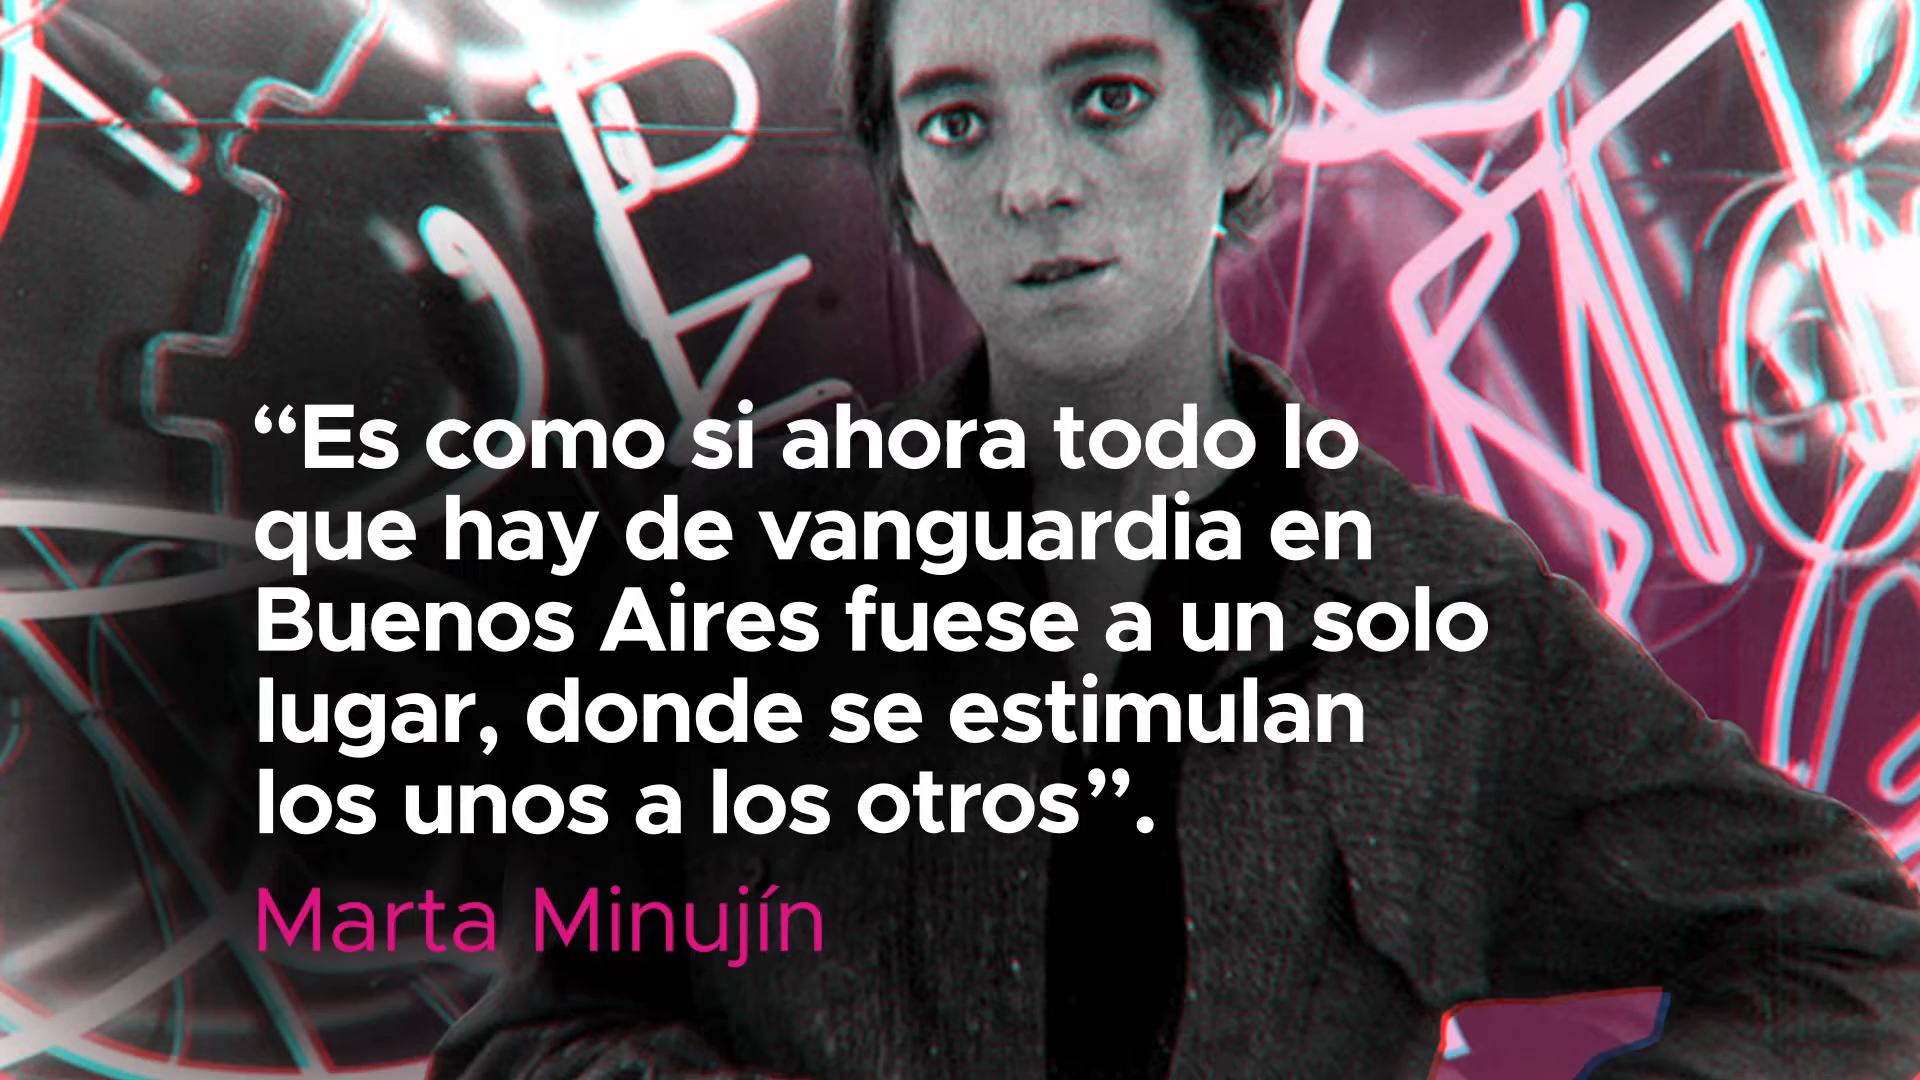 “Es como si ahora todo lo
que hay de vanguardia en
Buenos Aires fuese a un solo
lugar, donde se estimulan
los unos a los otros”.
Marta Minujín